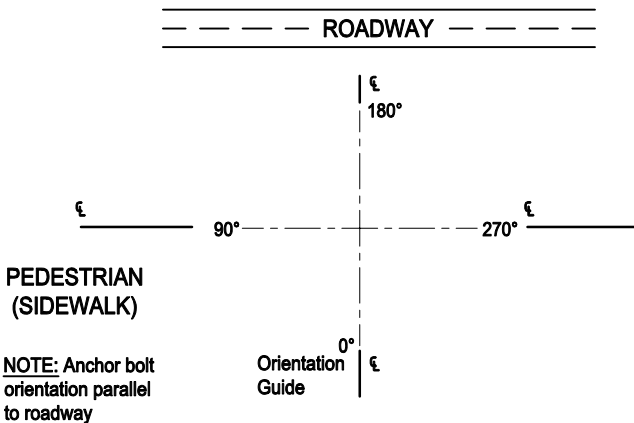 ROADWAY
℄
180°
℄
90°
270°
℄
PEDESTRIAN
(SIDEWALK)
0°
NOTE: Anchor bolt
orientation parallel
to roadway
Orientation
Guide
℄